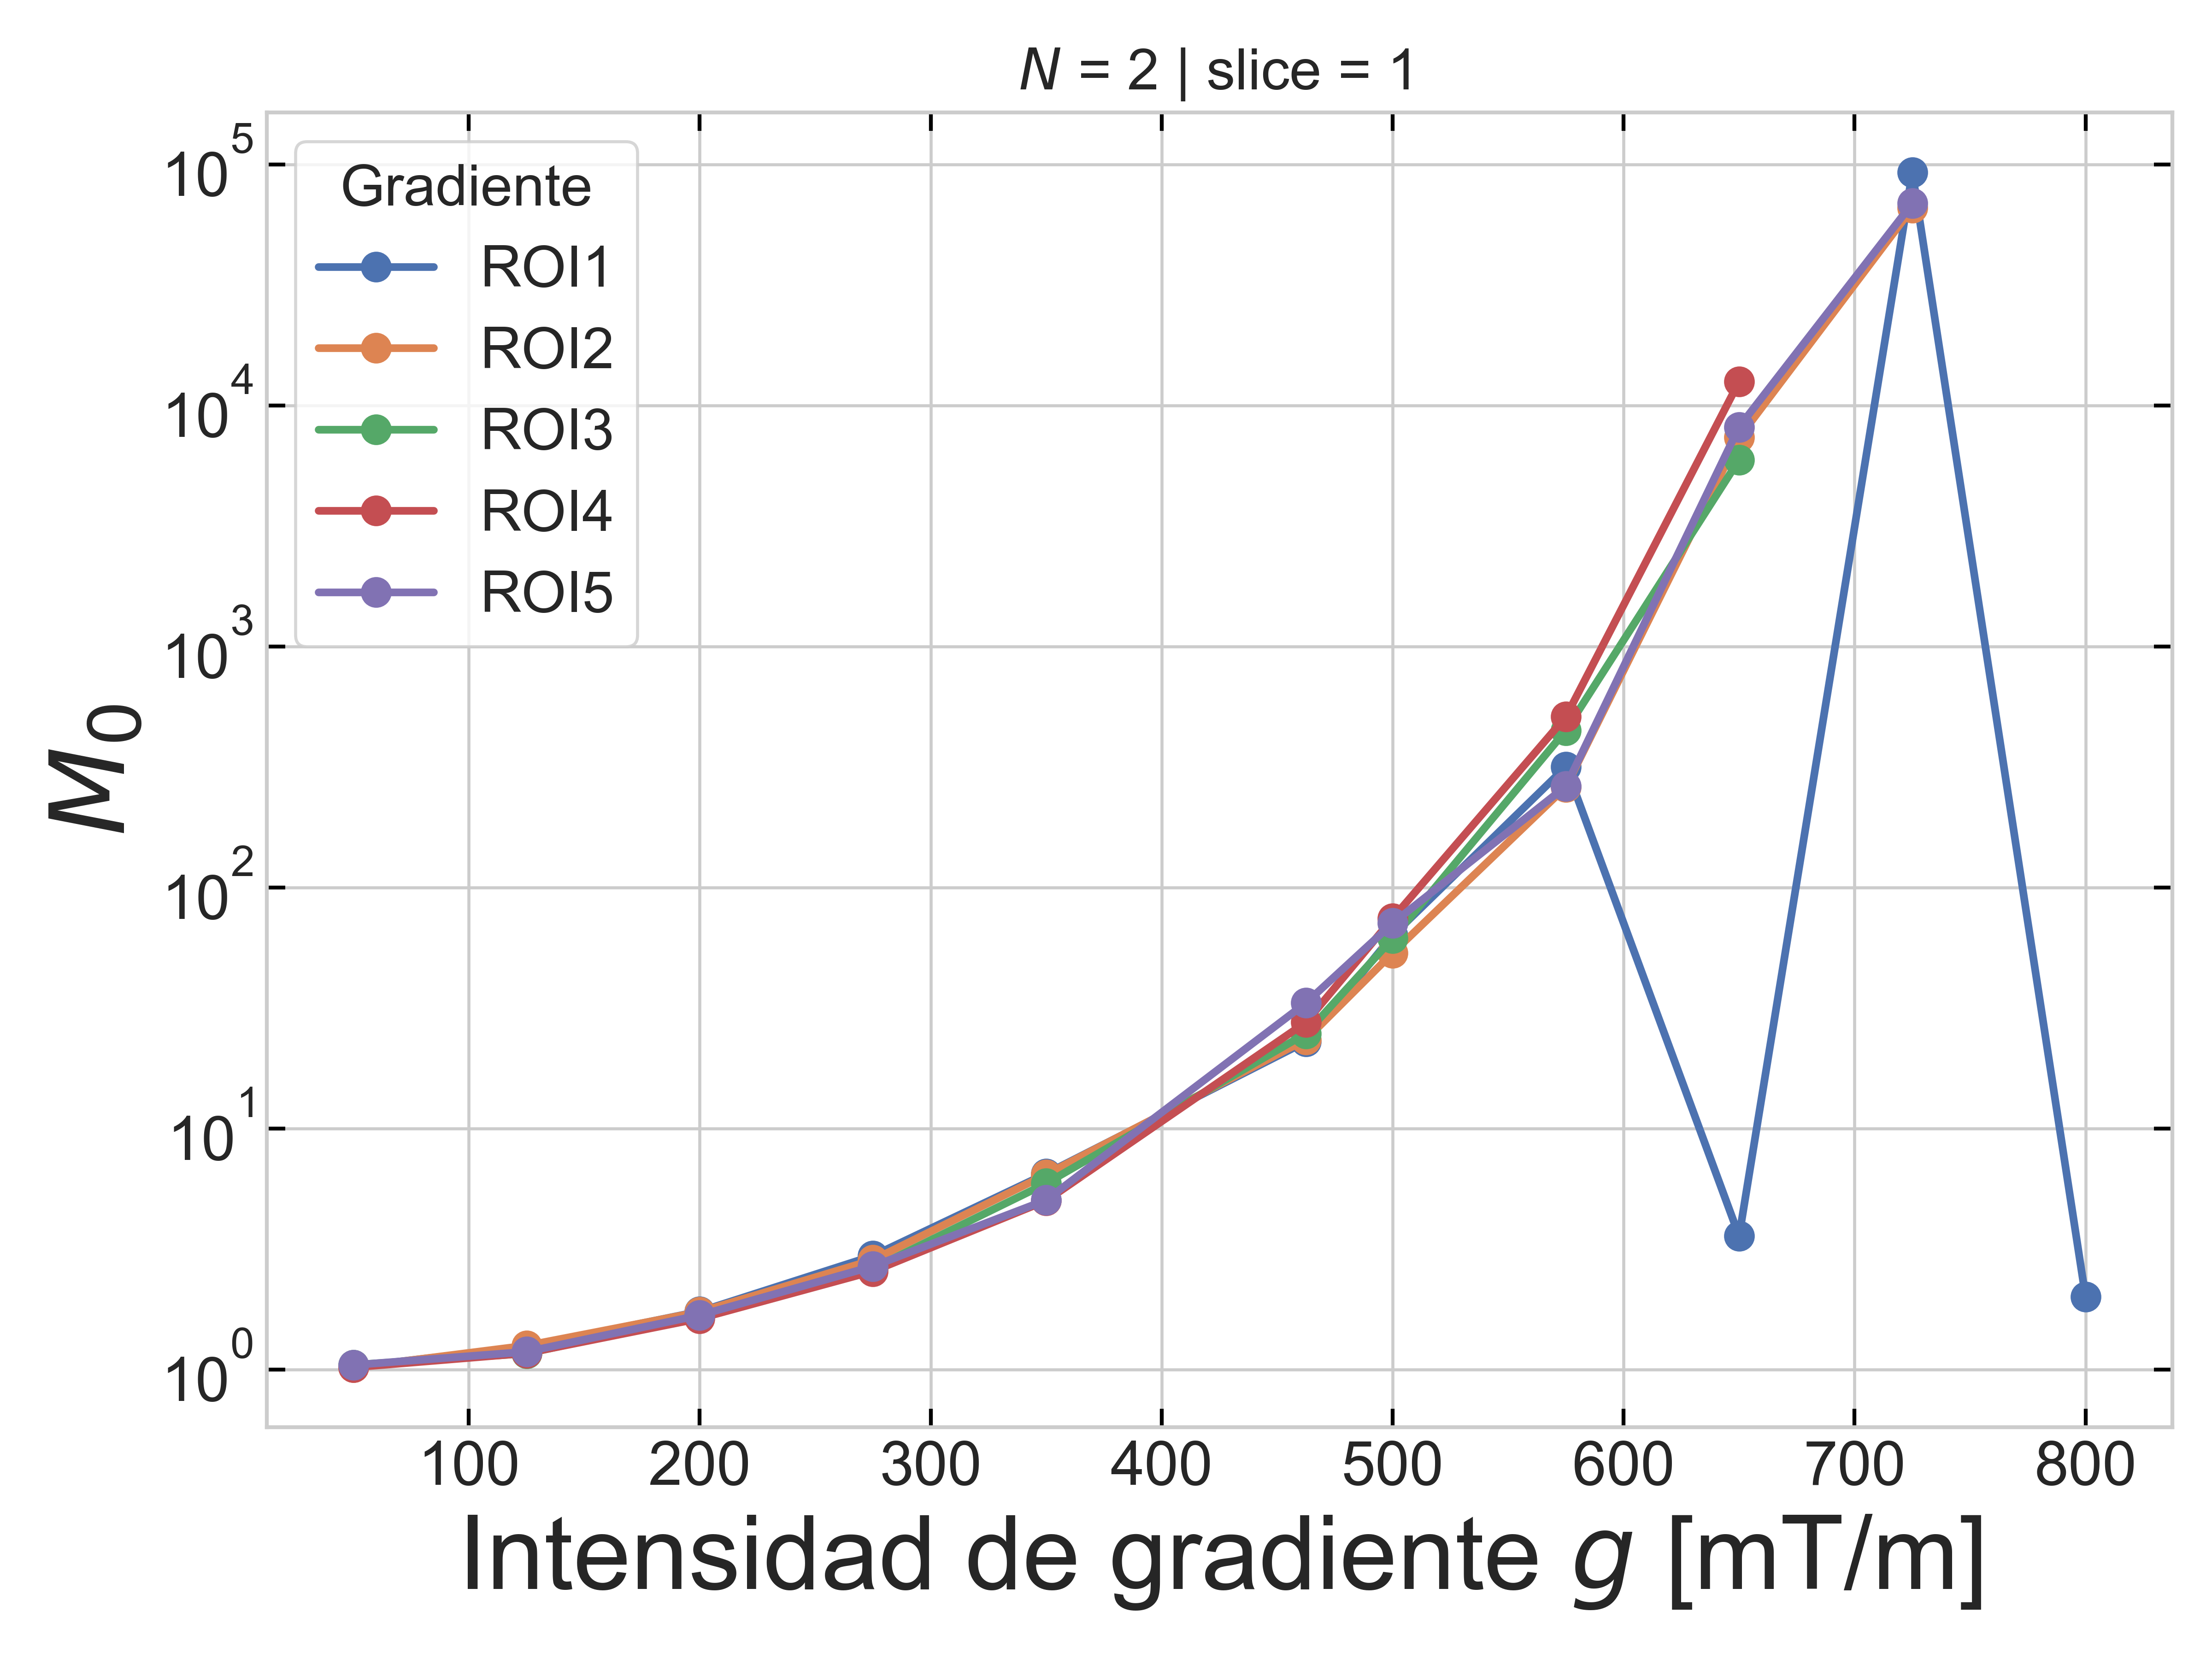 N = 2 | slice = 1
Gradiente
ROI1
ROI2
ROI3
ROI4
ROI5
10^5
10^4
10^3
10^2
10^1
10^0
M_0
100 200 300 400 500 600 700 800
Intensidad de gradiente g [mT/m]